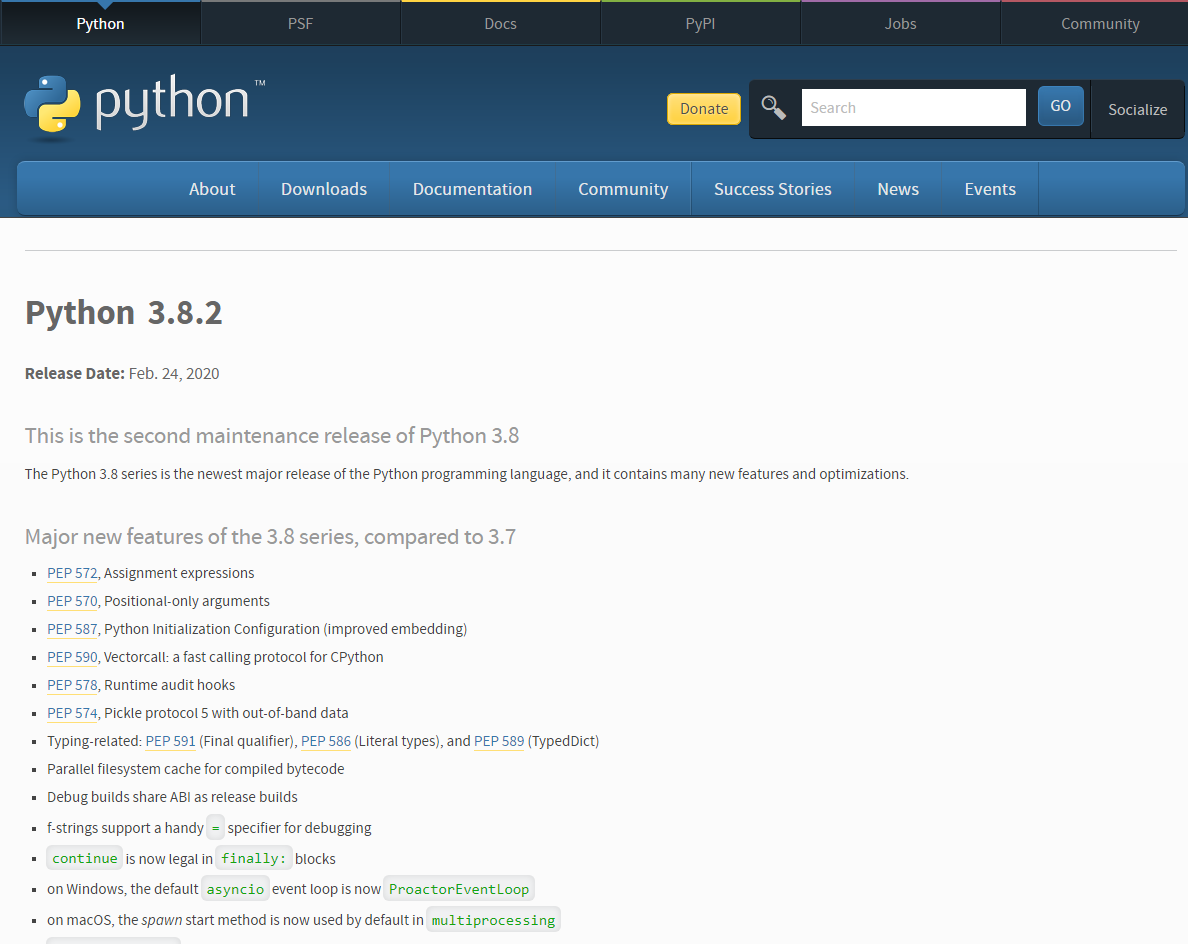 Python PSF Docs PyPI Jobs Community
python™
Donate Search GO Socialize
About Downloads Documentation Community Success Stories News Events
Python 3.8.2
Release Date: Feb. 24, 2020
This is the second maintenance release of Python 3.8
The Python 3.8 series is the newest major release of the Python programming language, and it contains many new features and optimizations.
Major new features of the 3.8 series, compared to 3.7
PEP 572, Assignment expressions
PEP 570, Positional-only arguments
PEP 587, Python Initialization Configuration (improved embedding)
PEP 590, Vectorcall: a fast calling protocol for CPython
PEP 578, Runtime audit hooks
PEP 574, Pickle protocol 5 with out-of-band data
Typing-related: PEP 591 (Final qualifier), PEP 586 (Literal types), and PEP 589 (TypedDict)
Parallel filesystem cache for compiled bytecode
Debug builds share ABI as release builds
f-strings support a handy = specifier for debugging
continue is now legal in finally: blocks
on Windows, the default asyncio event loop is now ProactorEventLoop
on macOS, the spawn start method is now used by default in multiprocessing